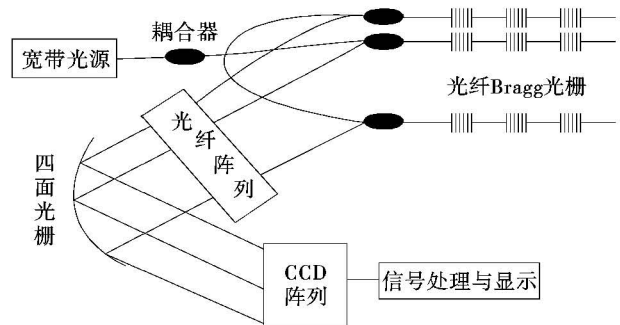 耦合器
宽带光源
光纤Bragg光栅
光纤阵列
四面光栅
CCD
阵列
信号处理与显示